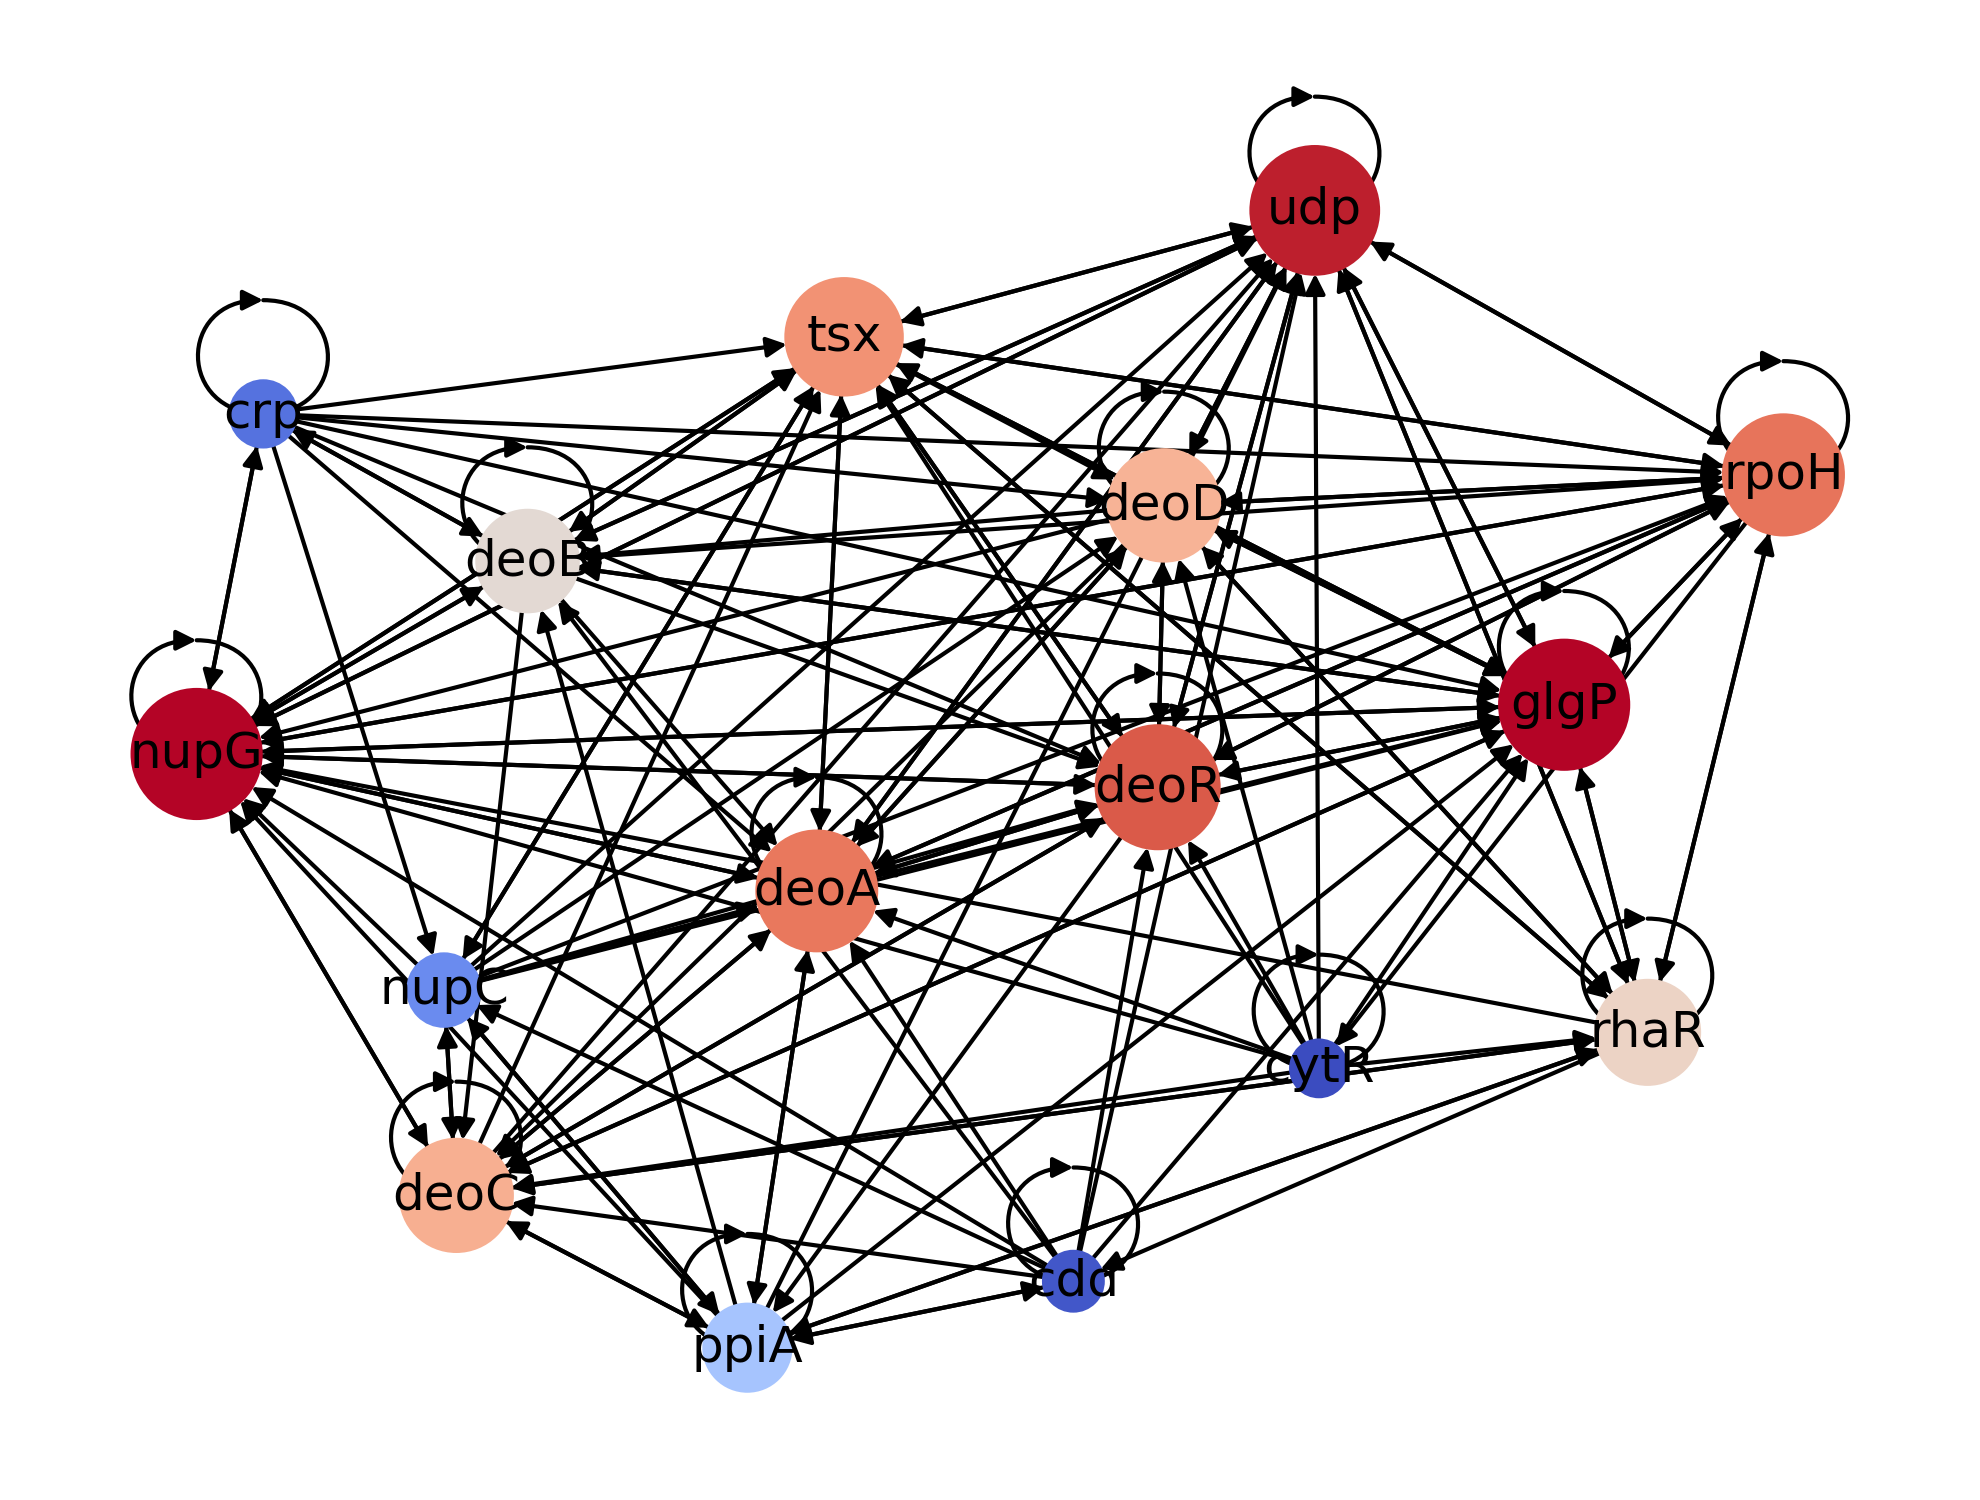 udp
tsx
crp
rpoH
deoD
deoB
glgP
nupG
deoR
deoA
nupC
rhaR
cytR
deoC
cdd
ppiA